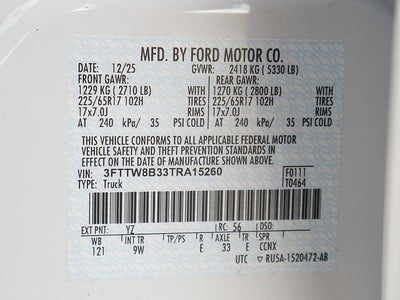 MFD. BY FORD MOTOR CO.
DATE: 12/25 GVWR: 2418 KG ( 5330 LB)
FRONT GAWR: REAR GAWR:
1229 KG ( 2710 LB) WITH 1270 KG ( 2800 LB) WITH
225/65R17 102H TIRES 225/65R17 102H TIRES
17x7.0J RIMS 17x7.0J RIMS
AT 240 kPa/ 35 PSI COLD AT 240 kPa/ 35 PSI COLD
THIS VEHICLE CONFORMS TO ALL APPLICABLE FEDERAL MOTOR
VEHICLE SAFETY AND THEFT PREVENTION STANDARDS IN
EFFECT ON THE DATE OF MANUFACTURE SHOWN ABOVE.
VIN: 3FTTW8B33TRA15260 F0111
TYPE: Truck T0464
EXT PNT: YZ RC: 56 DSO:
WB INT TR TP/PS R AXLE TR SPR
121 9W E 33 E CCNX
UTC ▽ RU5A-1520472-AB